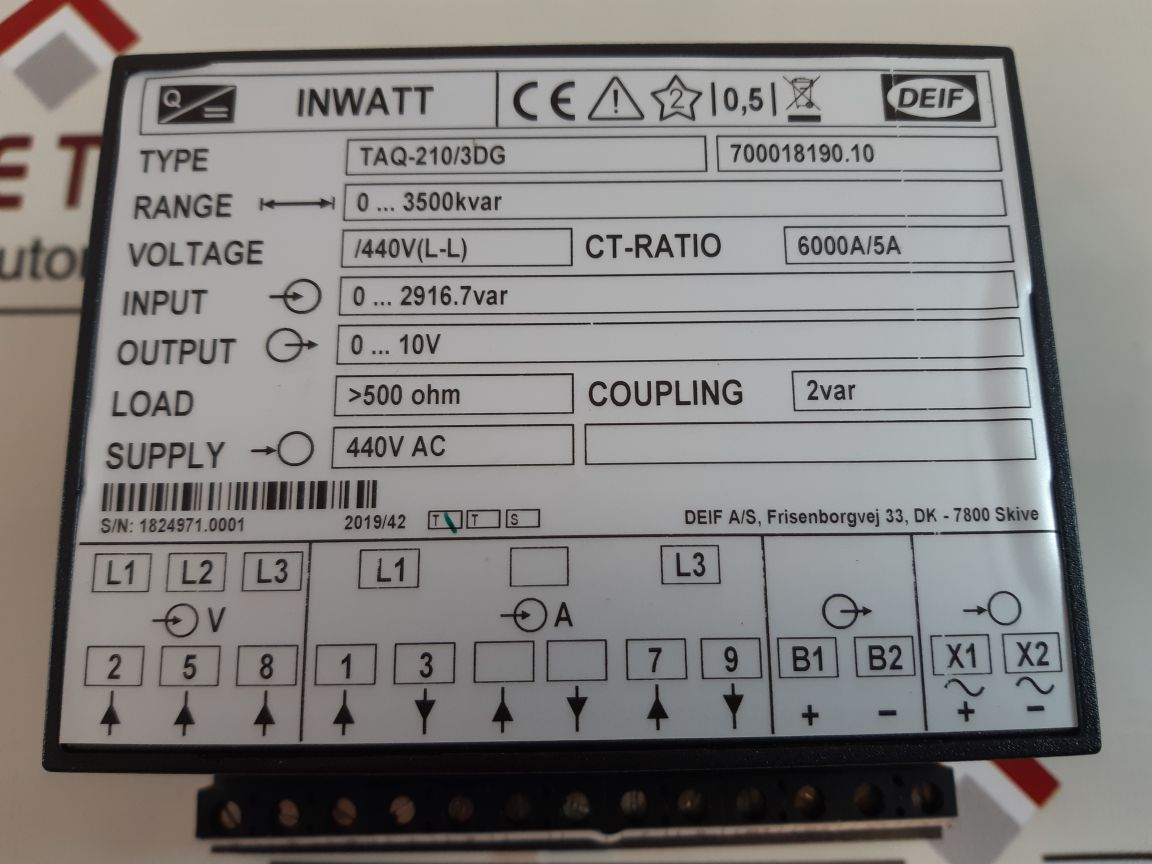 Q INWATT CE ! 2 0,5 DEIF
TYPE TAQ-210/3DG 700018190.10
RANGE 0 ... 3500kvar
VOLTAGE /440V(L-L) CT-RATIO 6000A/5A
INPUT 0 ... 2916.7var
OUTPUT 0 ... 10V
LOAD >500 ohm COUPLING 2var
SUPPLY 440V AC
S/N: 1824971.0001 2019/42 T T S DEIF A/S, Frisenborgvej 33, DK - 7800 Skive
L1 L2 L3 L1 L3
V A
2 5 8 1 3 7 9 B1 B2 X1 X2
+ - + -
ET
utor